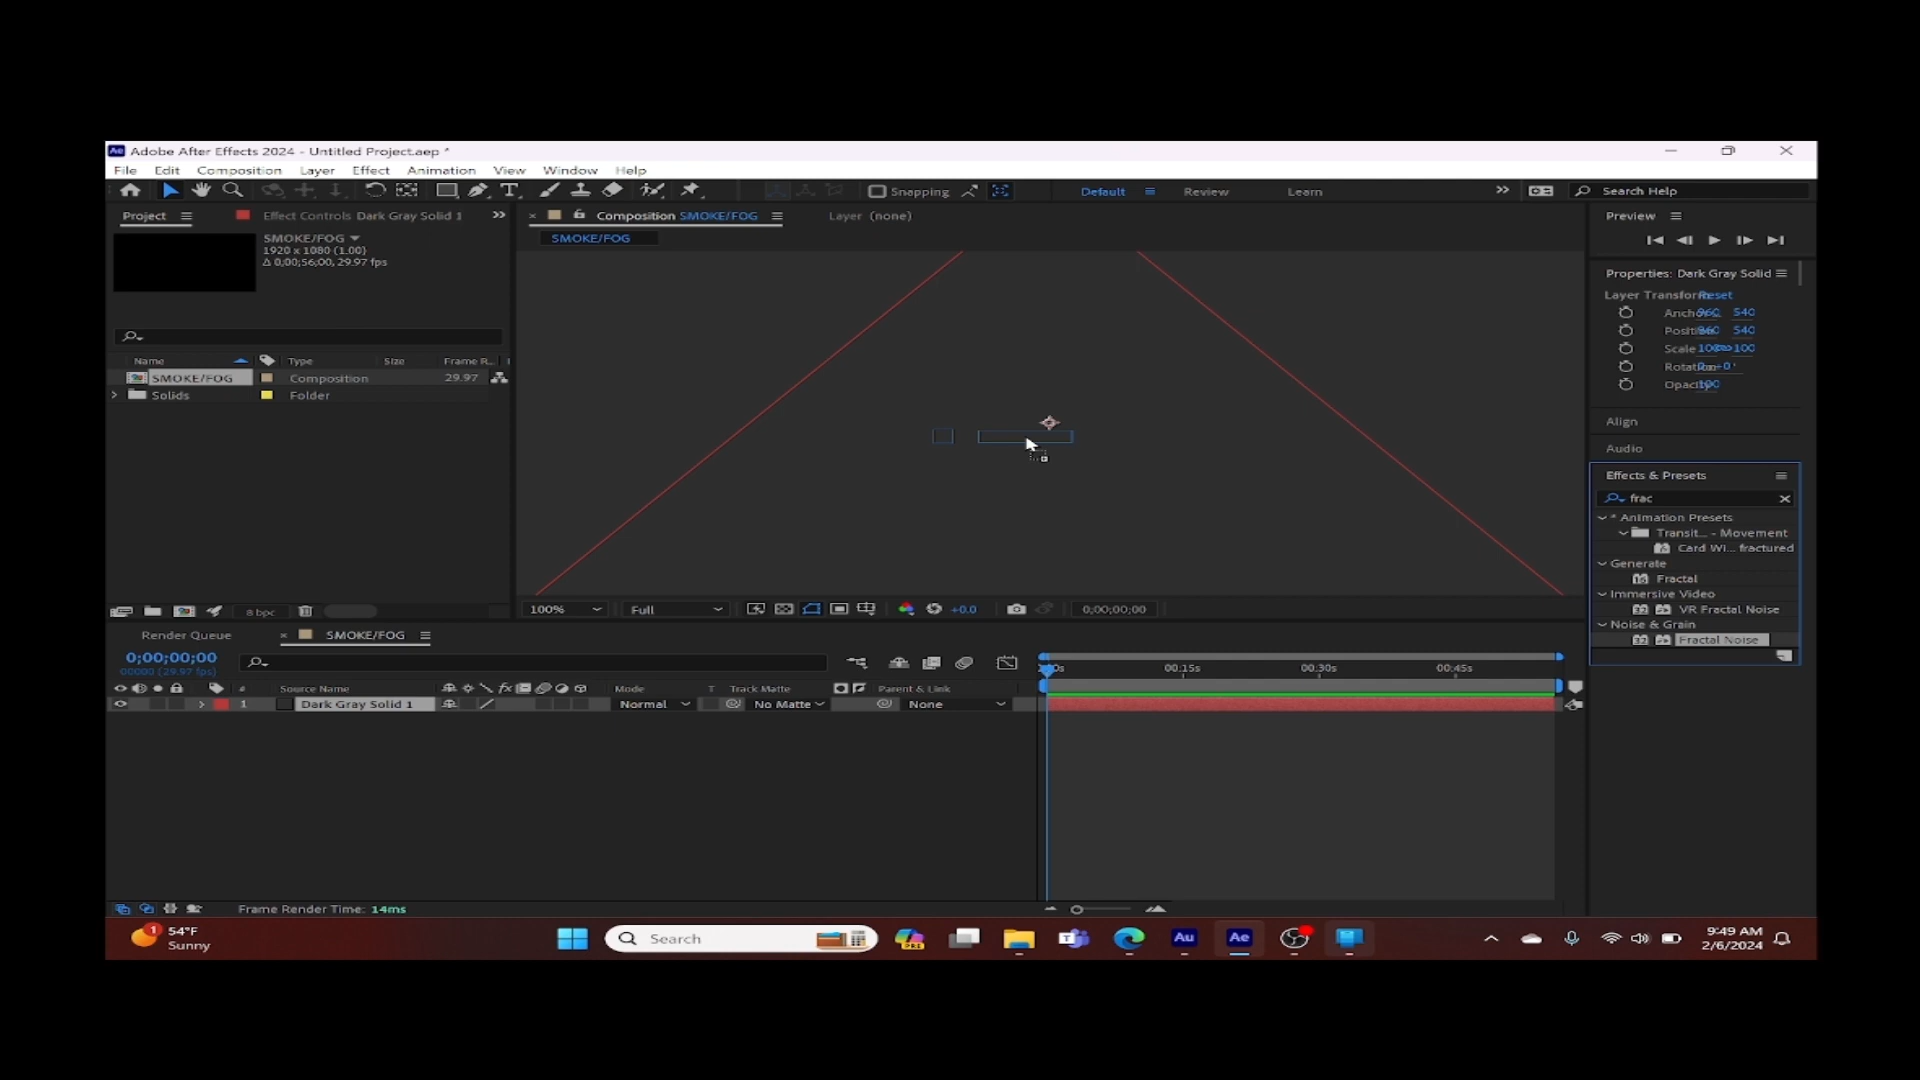 Adobe After Effects 2024 - Untitled Project.aep *
File Edit Composition Layer Effect Animation View Window Help
Snapping Default Review Learn Search Help
Project Effect Controls Dark Gray Solid 1 Composition SMOKE/FOG Layer (none) Preview
SMOKE/FOG
1920 x 1080 (1.00)
Δ 0;00;56;00, 29.97 fps
SMOKE/FOG
Properties: Dark Gray Solid
Layer Transform Reset
540
540
Scale 100
Align
Audio
Name Type Size Frame R...
SMOKE/FOG Composition 29.97
Solids Folder
Effects & Presets
frac
* Animation Presets
Transit... - Movement
Card Wi... fractured
Generate
Fractal
Immersive Video
VR Fractal Noise
Noise & Grain
Fractal Noise
8 bpc 100% Full +0.0 0;00;00;00
Render Queue SMOKE/FOG
0;00;00;00
00000 (29.97 fps)
00:15s 00:30s 00:45s
# Source Name Mode T Track Matte Parent & Link
1 Dark Gray Solid 1 Normal No Matte None
Frame Render Time: 14ms
54°F
Sunny
Search
9:49 AM
2/6/2024